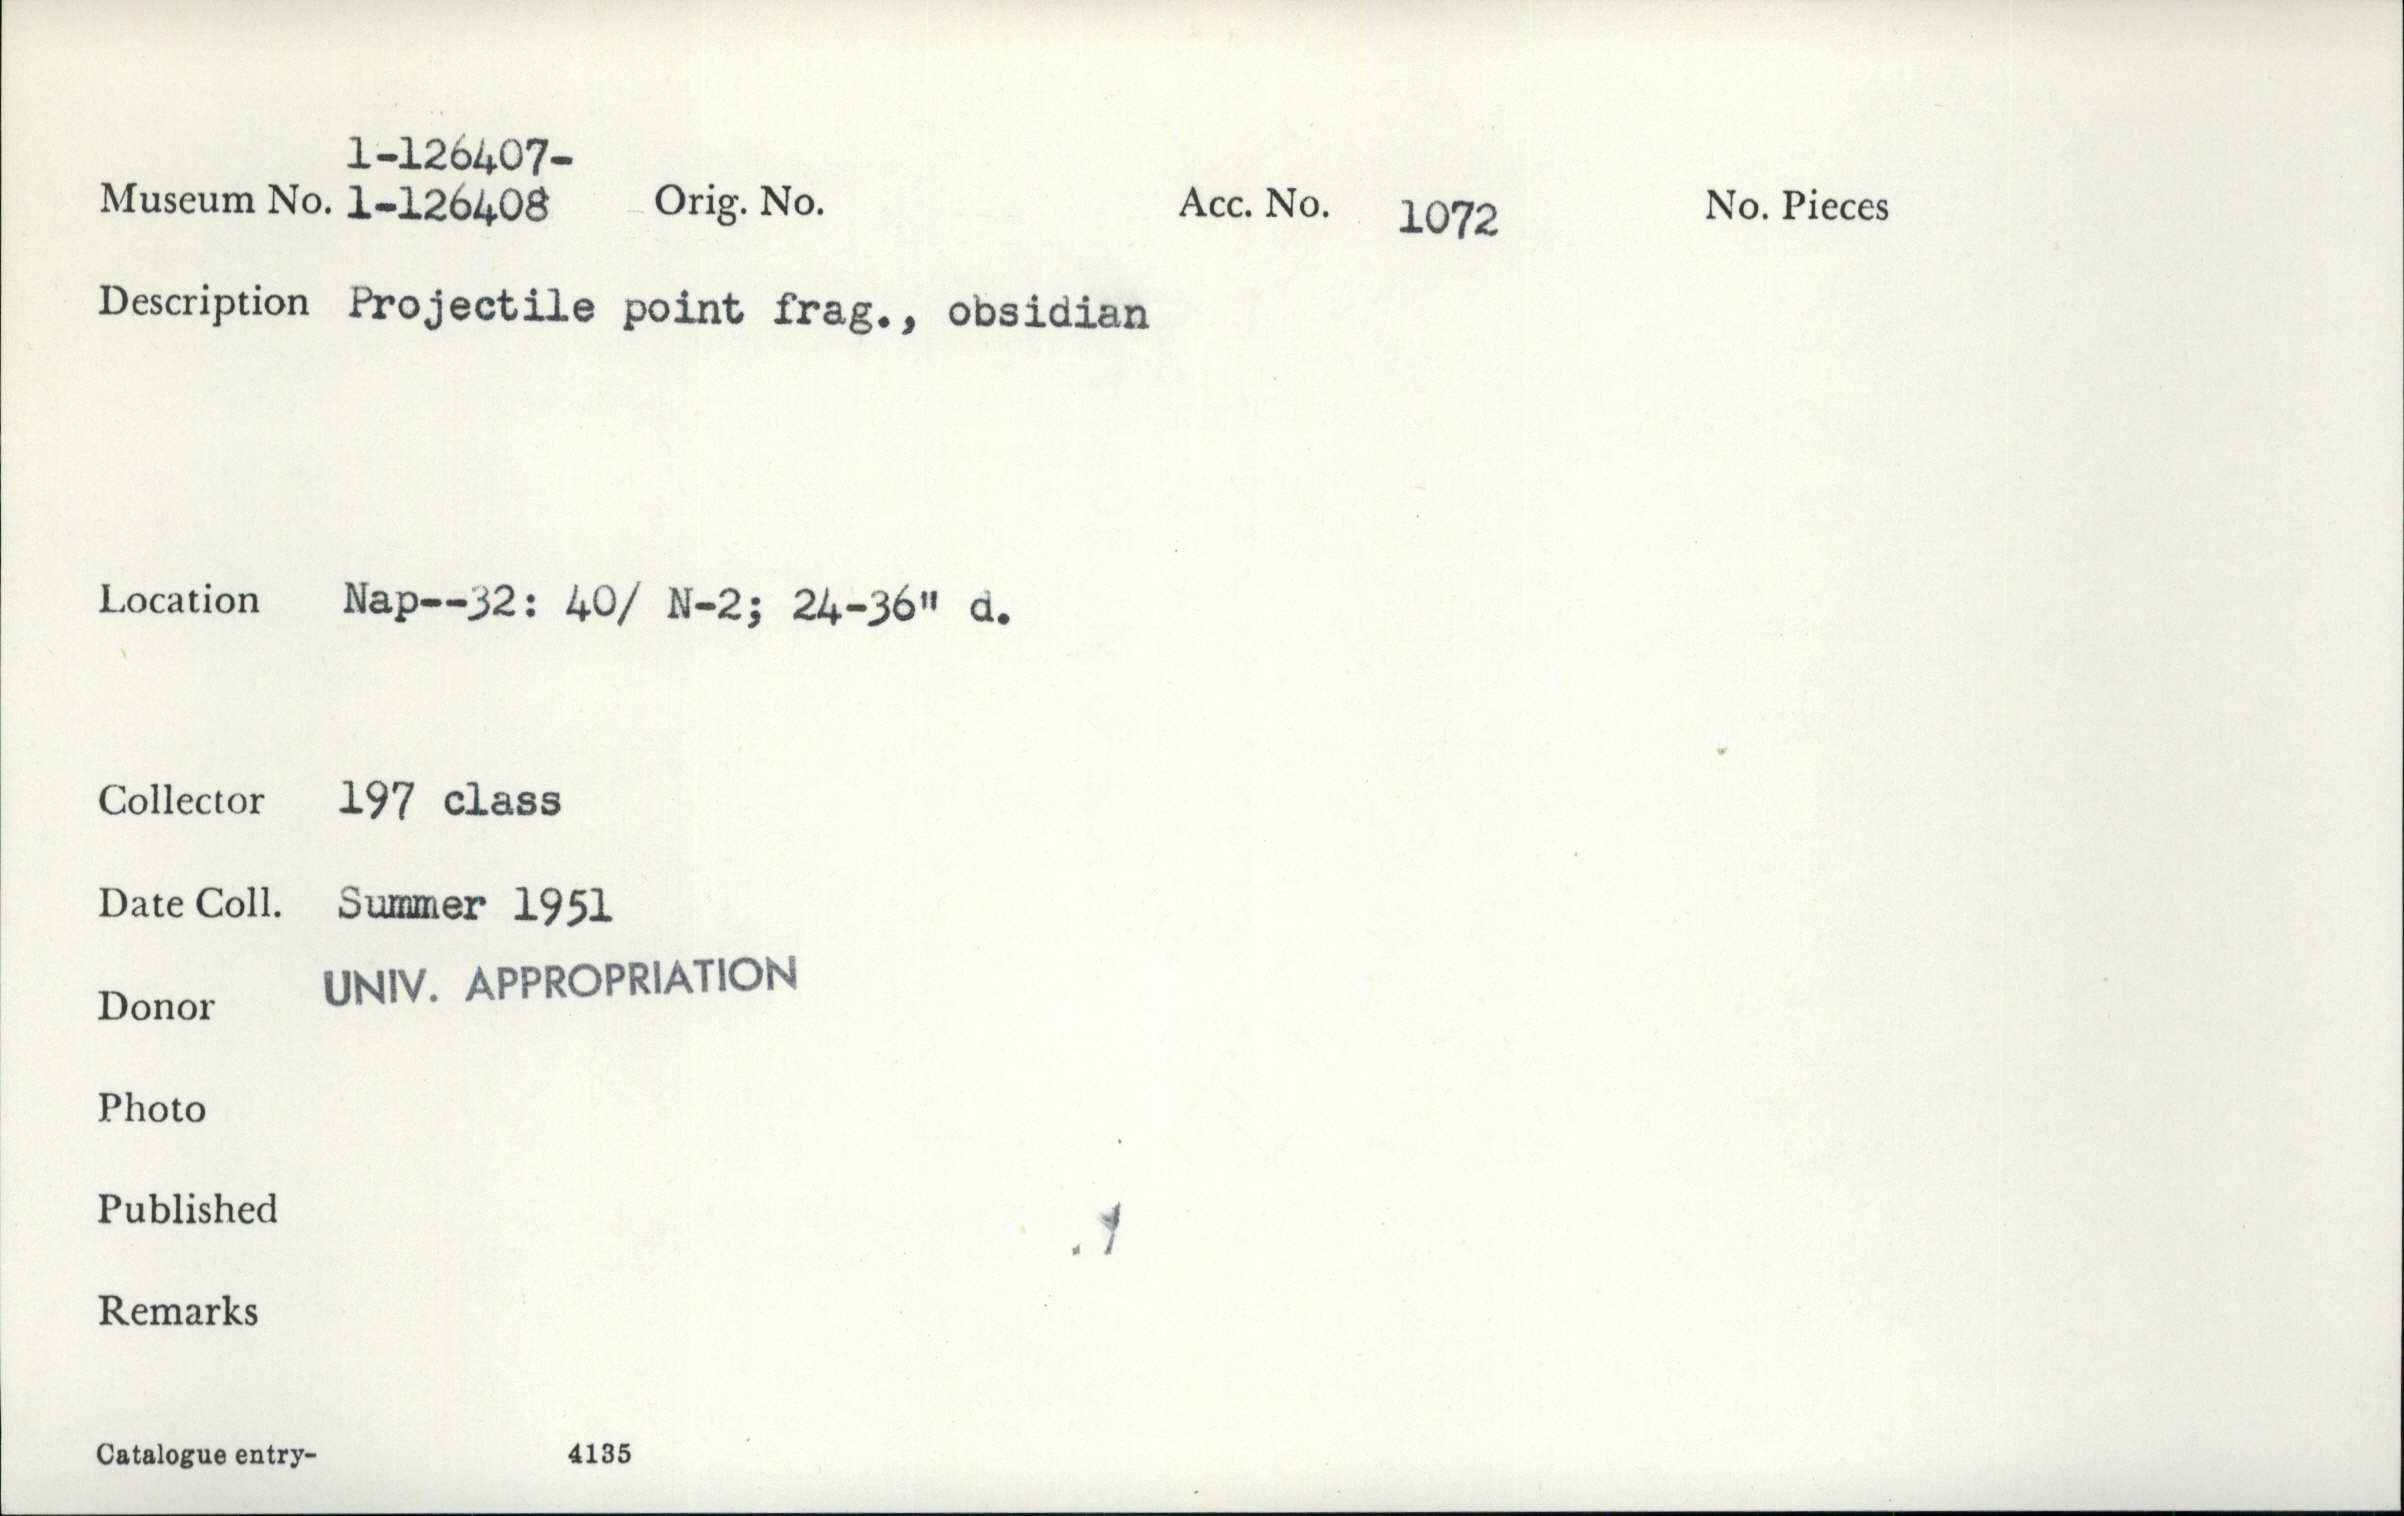 1-126407-
Museum No. 1-126408 Orig. No. Acc. No. 1072 No. Pieces
Description Projectile point frag., obsidian
Location Nap--32: 40/ N-2; 24-36" d.
Collector 197 class
Date Coll. Summer 1951
Donor UNIV. APPROPRIATION
Photo
Published
Remarks
Catalogue entry- 4135